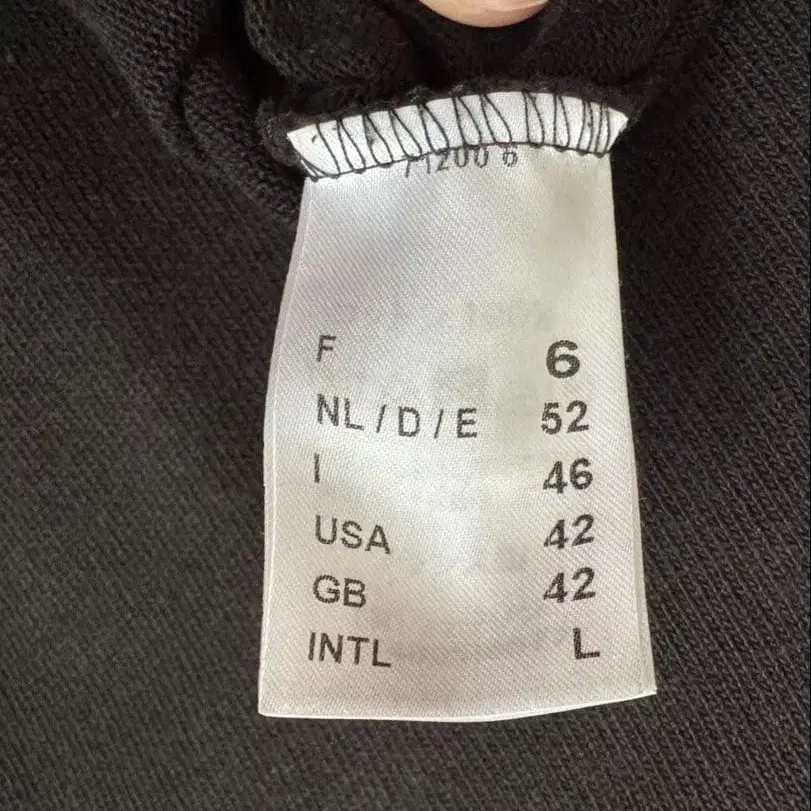 F 6
NL/D/E 52
I 46
USA 42
GB 42
INTL L